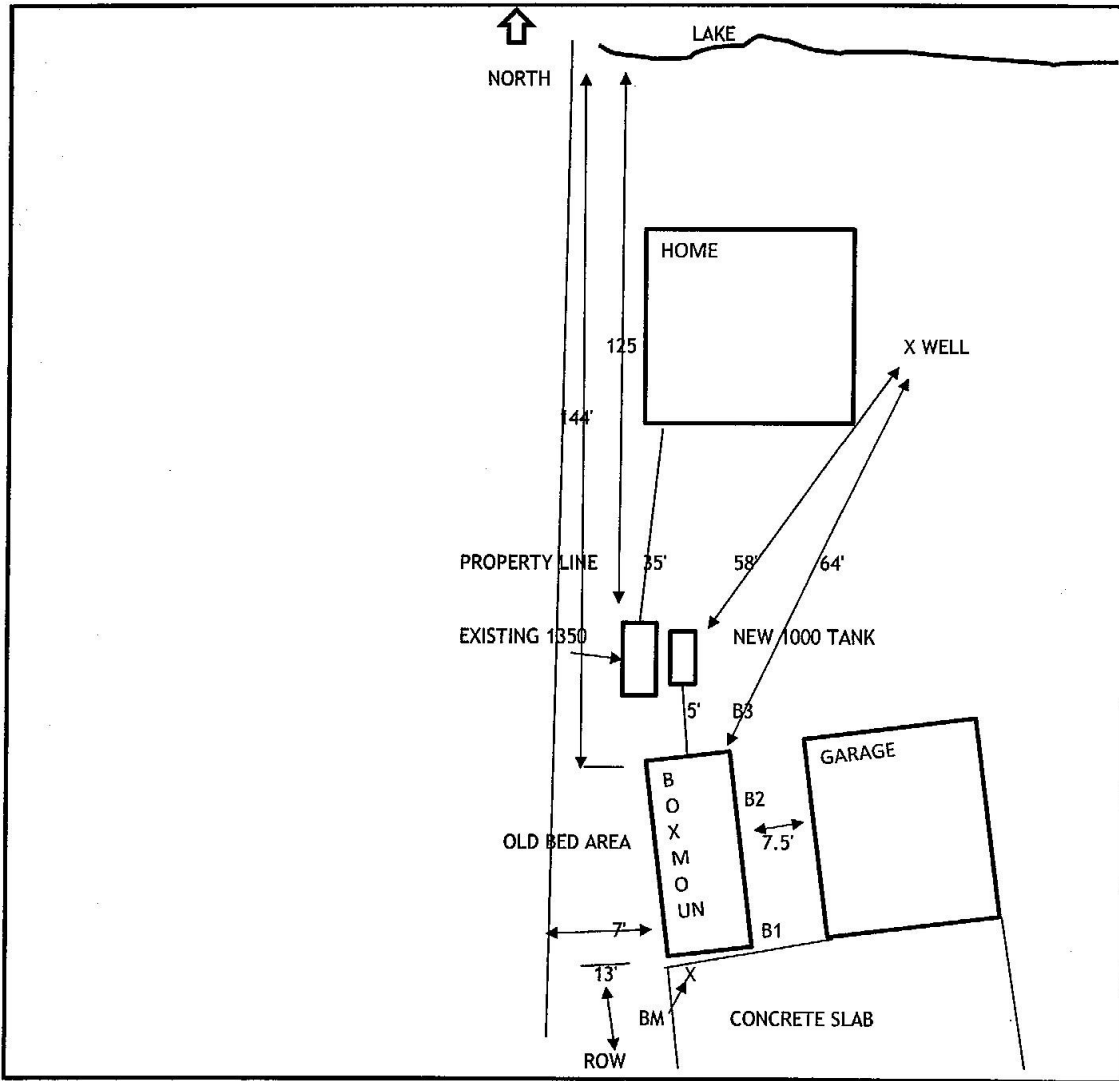 LAKE
NORTH
HOME
125
X WELL
144'
PROPERTY LINE
35'
58'
64'
EXISTING 1350
NEW 1000 TANK
5'
B3
GARAGE
B
O
X
M
O
UN
B2
7.5'
OLD BED AREA
7'
B1
13'
X
BM
CONCRETE SLAB
ROW